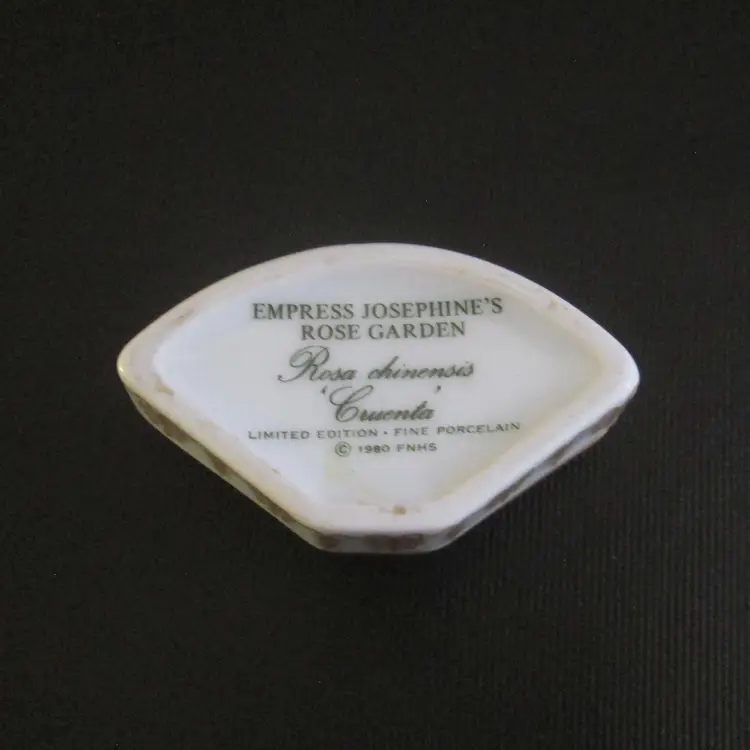 EMPRESS JOSEPHINE'S
ROSE GARDEN
Rosa chinensis
'Cruenta'
LIMITED EDITION · FINE PORCELAIN
© 1980 FNHS